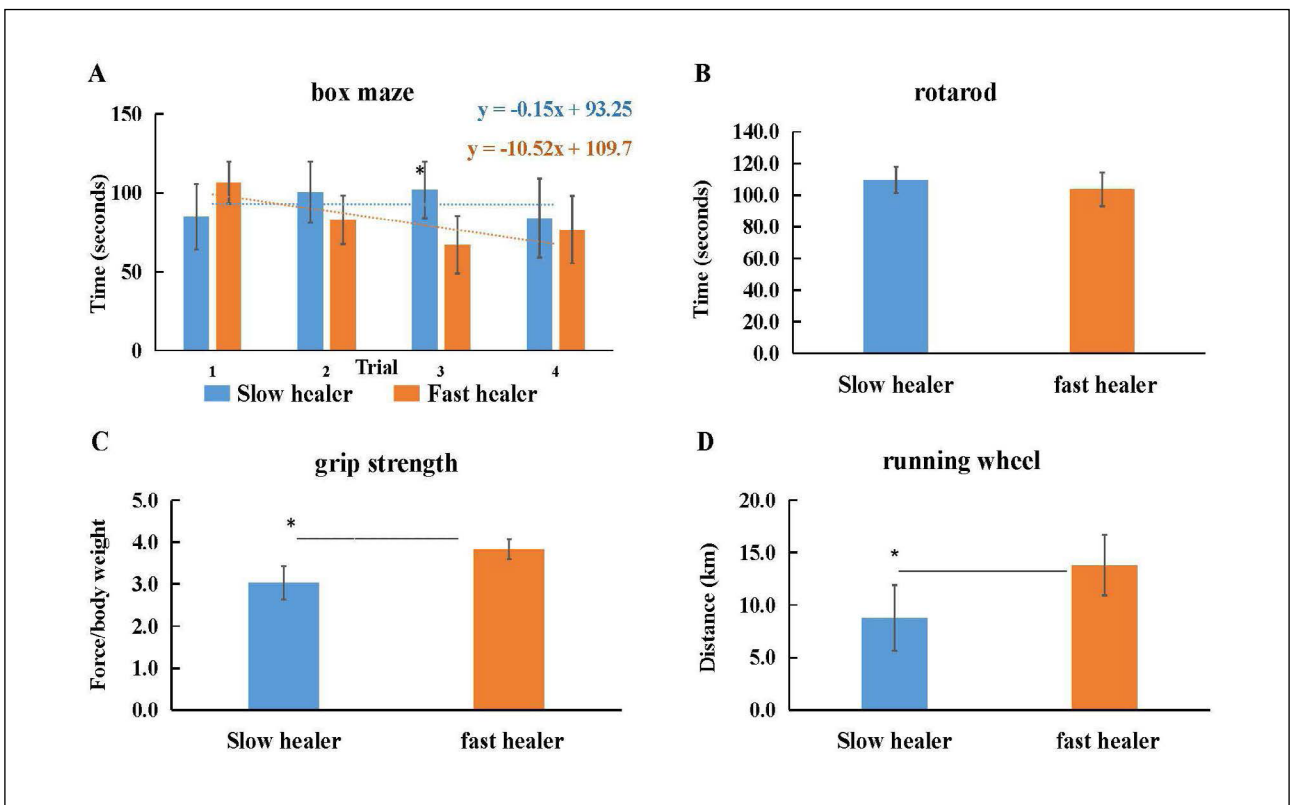 A
box maze
y = -0.15x + 93.25
y = -10.52x + 109.7
*
150
100
50
0
Time (seconds)
1 2 Trial 3 4
Slow healer Fast healer
B
rotarod
140.0
120.0
100.0
80.0
60.0
40.0
20.0
0.0
Time (seconds)
Slow healer fast healer
C
grip strength
*
5.0
4.0
3.0
2.0
1.0
0.0
Force/body weight
Slow healer fast healer
D
running wheel
*
20.0
15.0
10.0
5.0
0.0
Distance (km)
Slow healer fast healer